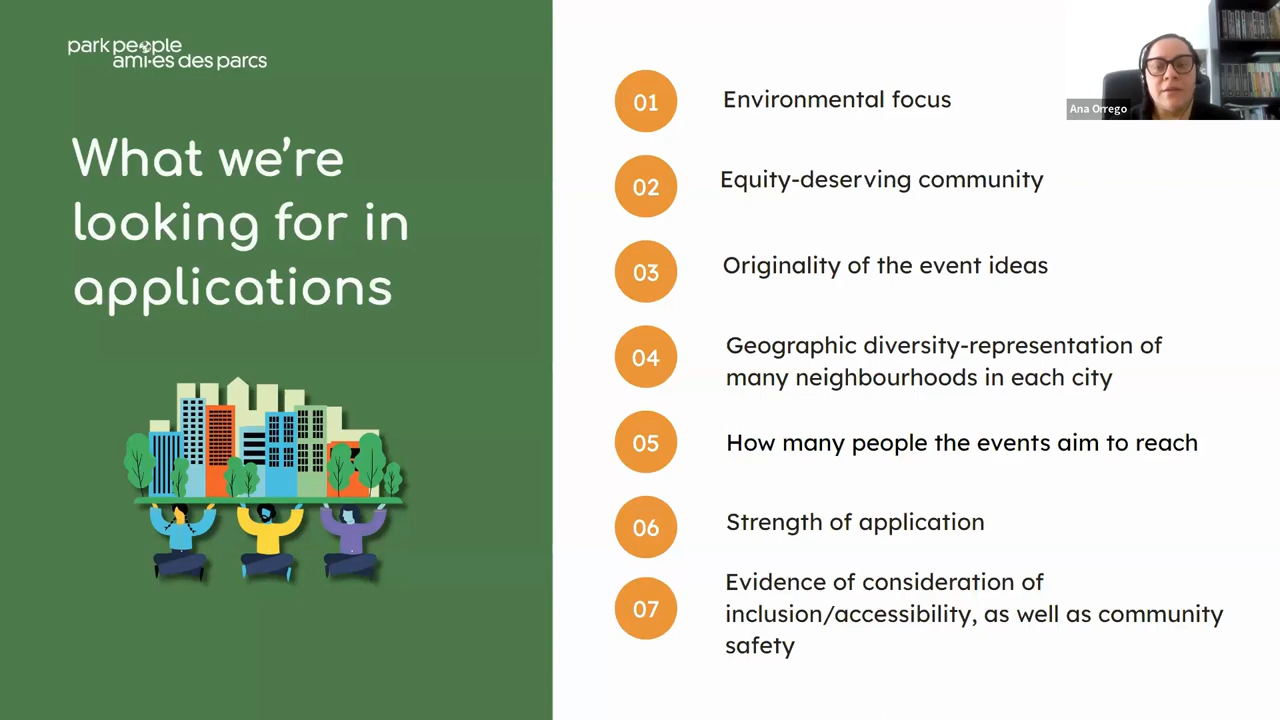 park people
ami·es des parcs
What we’re
looking for in
applications
01
Environmental focus
02
Equity-deserving community
03
Originality of the event ideas
04
Geographic diversity-representation of
many neighbourhoods in each city
05
How many people the events aim to reach
06
Strength of application
07
Evidence of consideration of
inclusion/accessibility, as well as community
safety
Ana Orrego